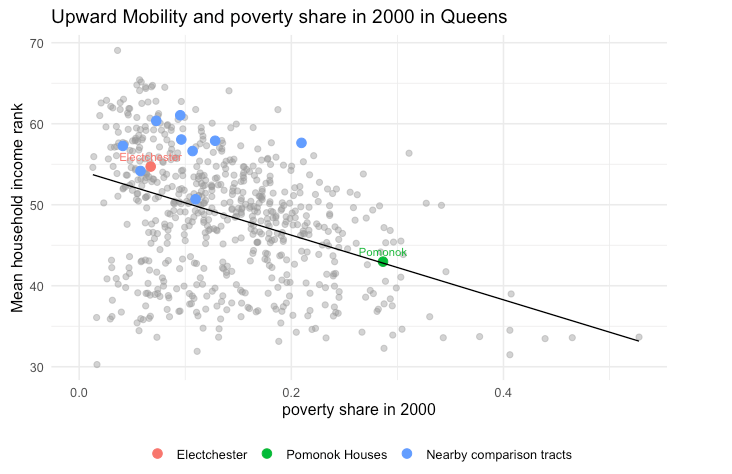 Upward Mobility and poverty share in 2000 in Queens
Mean household income rank
70
60
50
40
30
Electchester
Pomonok
0.0
0.2
0.4
poverty share in 2000
Electchester
Pomonok Houses
Nearby comparison tracts